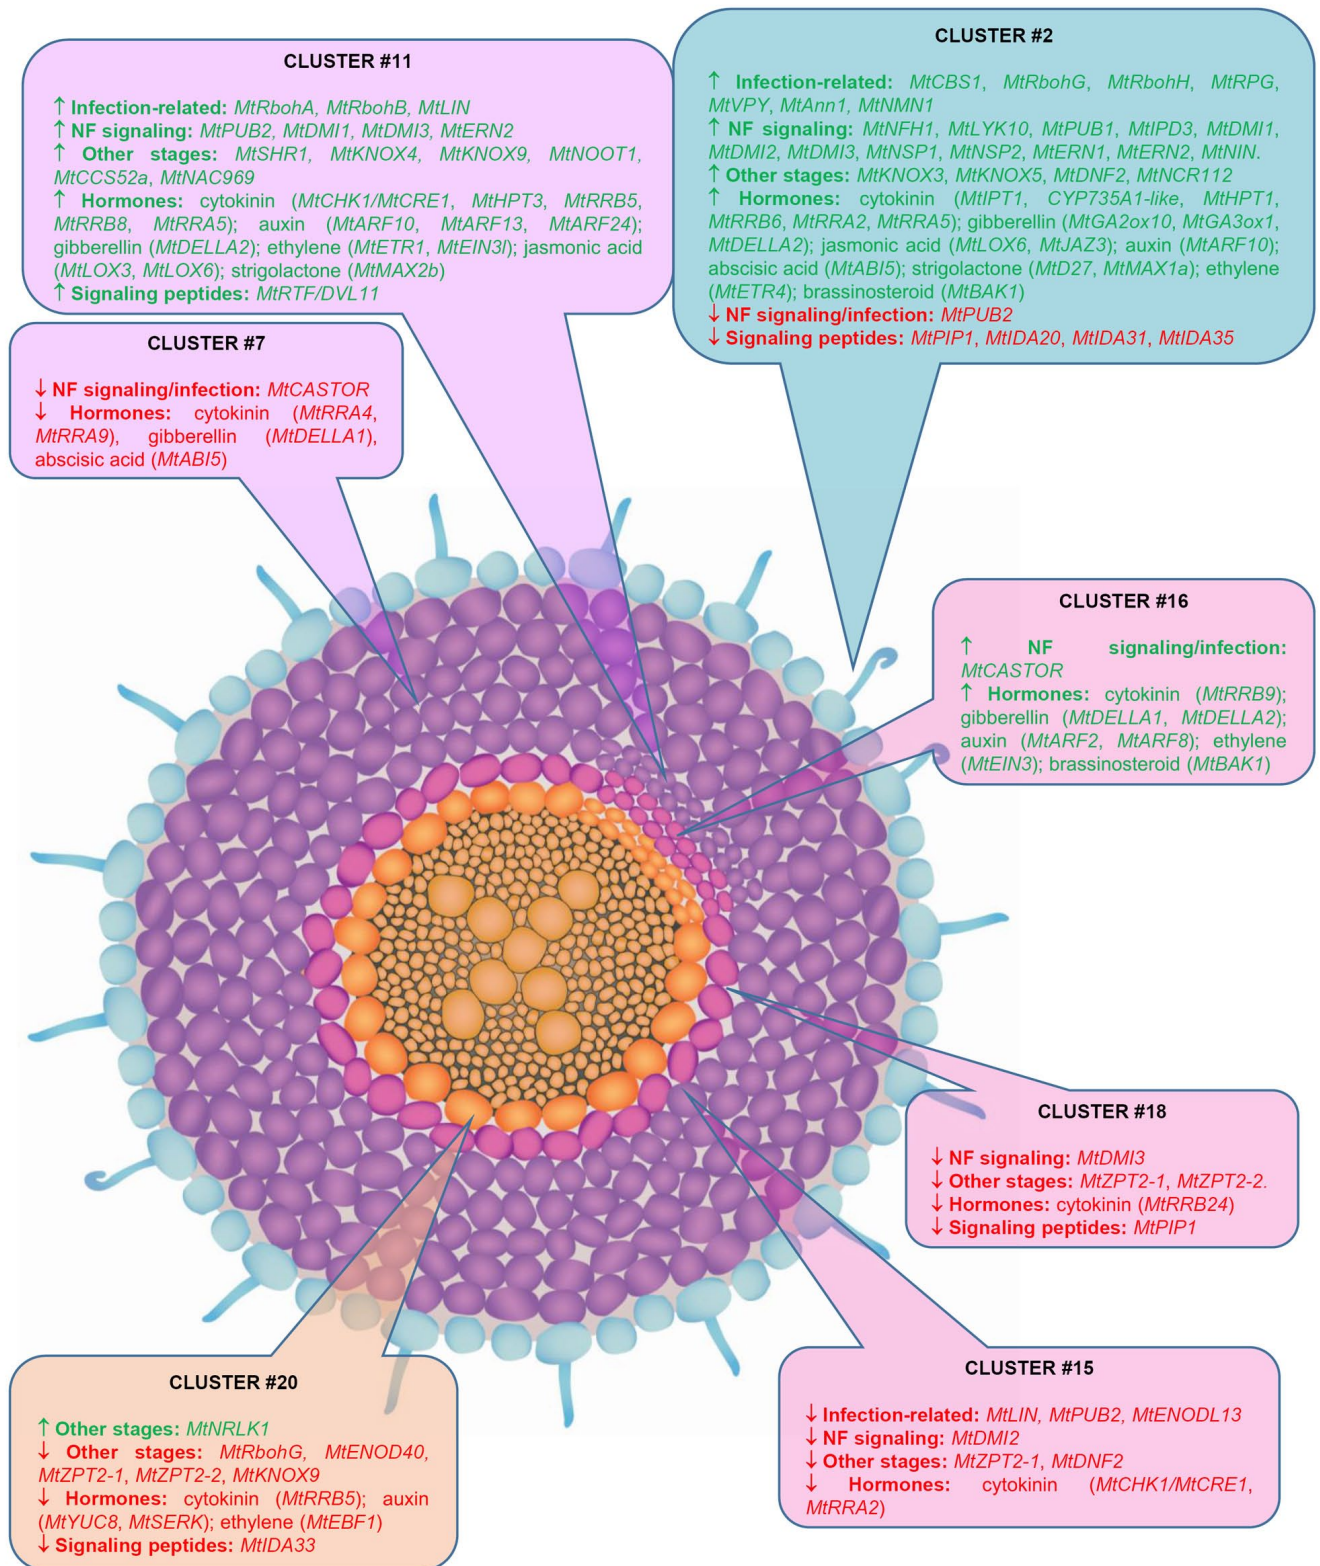 CLUSTER #11
↑ Infection-related: MtRbohA, MtRbohB, MtLIN
↑ NF signaling: MtPUB2, MtDMI1, MtDMI3, MtERN2
↑ Other stages: MtSHR1, MtKNOX4, MtKNOX9, MtNOOT1,
MtCCS52a, MtNAC969
↑ Hormones: cytokinin (MtCHK1/MtCRE1, MtHPT3, MtRRB5,
MtRRB8, MtRRA5); auxin (MtARF10, MtARF13, MtARF24);
gibberellin (MtDELLA2); ethylene (MtETR1, MtEIN3l); jasmonic acid
(MtLOX3, MtLOX6); strigolactone (MtMAX2b)
↑ Signaling peptides: MtRTF/DVL11
CLUSTER #2
↑ Infection-related: MtCBS1, MtRbohG, MtRbohH, MtRPG,
MtVPY, MtAnn1, MtNMN1
↑ NF signaling: MtNFH1, MtLYK10, MtPUB1, MtIPD3, MtDMI1,
MtDMI2, MtDMI3, MtNSP1, MtNSP2, MtERN1, MtERN2, MtNIN.
↑ Other stages: MtKNOX3, MtKNOX5, MtDNF2, MtNCR112
↑ Hormones: cytokinin (MtIPT1, CYP735A1-like, MtHPT1,
MtRRB6, MtRRA2, MtRRA5); gibberellin (MtGA2ox10, MtGA3ox1,
MtDELLA2); jasmonic acid (MtLOX6, MtJAZ3); auxin (MtARF10);
abscisic acid (MtABI5); strigolactone (MtD27, MtMAX1a); ethylene
(MtETR4); brassinosteroid (MtBAK1)
↓ NF signaling/infection: MtPUB2
↓ Signaling peptides: MtPIP1, MtIDA20, MtIDA31, MtIDA35
CLUSTER #7
↓ NF signaling/infection: MtCASTOR
↓ Hormones: cytokinin (MtRRA4,
MtRRA9), gibberellin (MtDELLA1),
abscisic acid (MtABI5)
CLUSTER #16
↑ NF signaling/infection:
MtCASTOR
↑ Hormones: cytokinin (MtRRB9);
gibberellin (MtDELLA1, MtDELLA2);
auxin (MtARF2, MtARF8); ethylene
(MtEIN3); brassinosteroid (MtBAK1)
CLUSTER #18
↓ NF signaling: MtDMI3
↓ Other stages: MtZPT2-1, MtZPT2-2.
↓ Hormones: cytokinin (MtRRB24)
↓ Signaling peptides: MtPIP1
CLUSTER #20
↑ Other stages: MtNRLK1
↓ Other stages: MtRbohG, MtENOD40,
MtZPT2-1, MtZPT2-2, MtKNOX9
↓ Hormones: cytokinin (MtRRB5); auxin
(MtYUC8, MtSERK); ethylene (MtEBF1)
↓ Signaling peptides: MtIDA33
CLUSTER #15
↓ Infection-related: MtLIN, MtPUB2, MtENODL13
↓ NF signaling: MtDMI2
↓ Other stages: MtZPT2-1, MtDNF2
↓ Hormones: cytokinin (MtCHK1/MtCRE1,
MtRRA2)